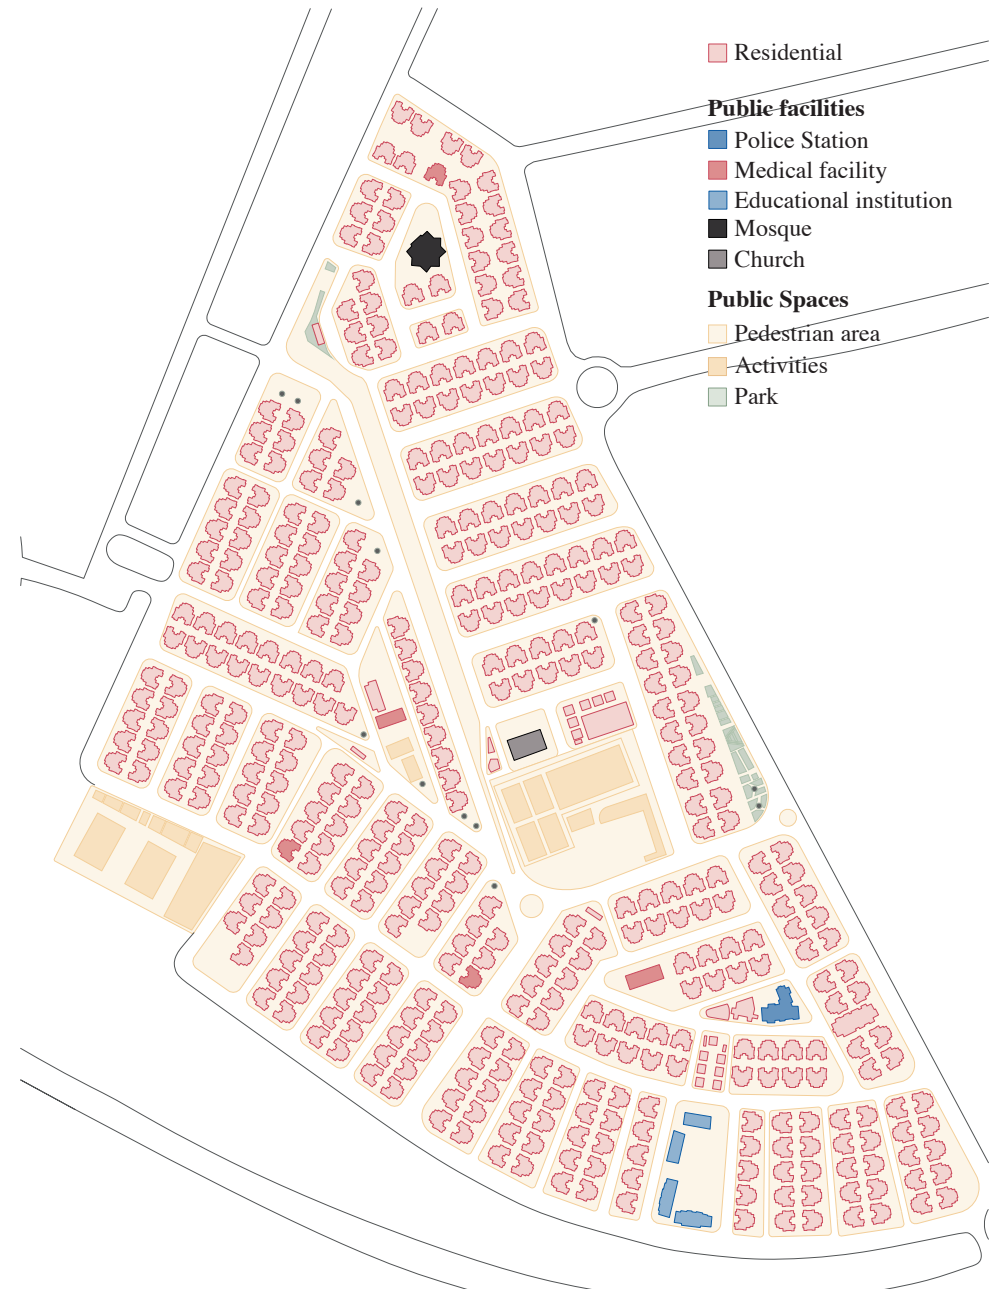 Residential
Public facilities
Police Station
Medical facility
Educational institution
Mosque
Church
Public Spaces
Pedestrian area
Activities
Park